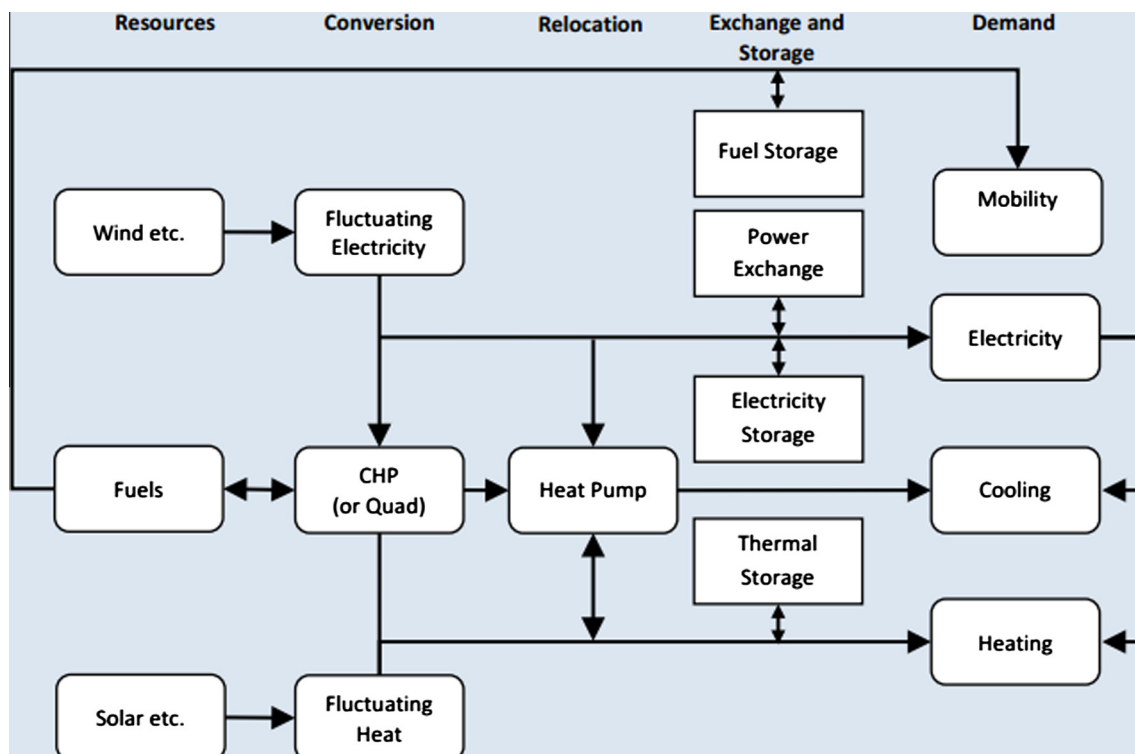 Resources
Conversion
Relocation
Exchange and
Storage
Demand
Fuel Storage
Mobility
Wind etc.
Fluctuating
Electricity
Power
Exchange
Electricity
Electricity
Storage
Fuels
CHP
(or Quad)
Heat Pump
Cooling
Thermal
Storage
Heating
Solar etc.
Fluctuating
Heat